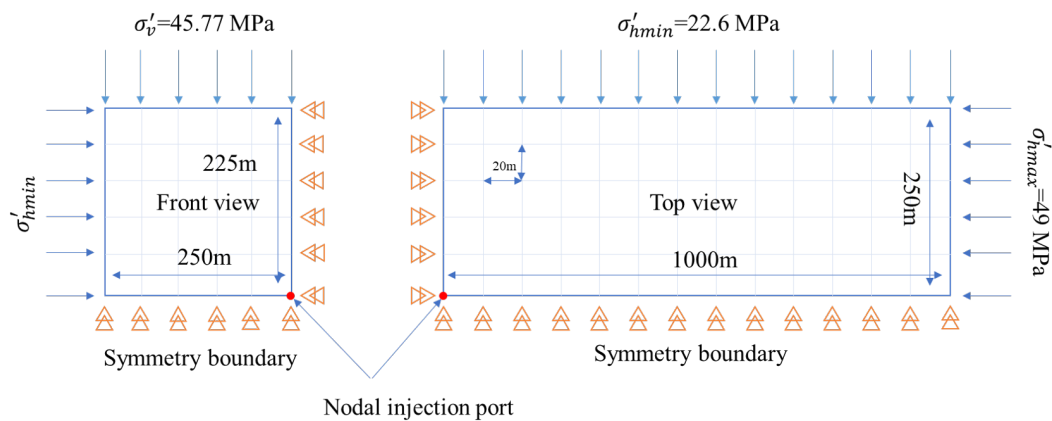 σ′v=45.77 MPa
σ′hmin
225m
Front view
250m
Symmetry boundary
σ′hmin=22.6 MPa
20m
Top view
250m
1000m
σ′hmax=49 MPa
Symmetry boundary
Nodal injection port